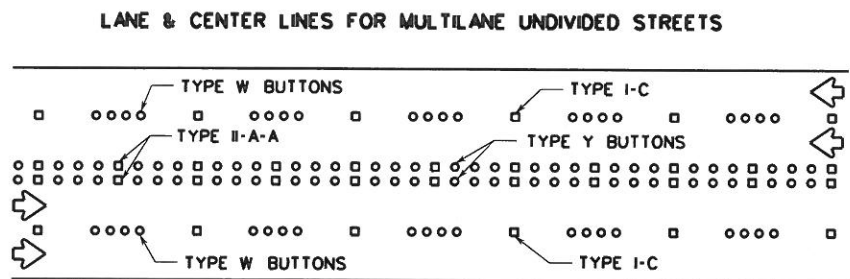 LANE & CENTER LINES FOR MULTILANE UNDIVIDED STREETS
TYPE W BUTTONS
TYPE I-C
TYPE II-A-A
TYPE Y BUTTONS
TYPE W BUTTONS
TYPE I-C